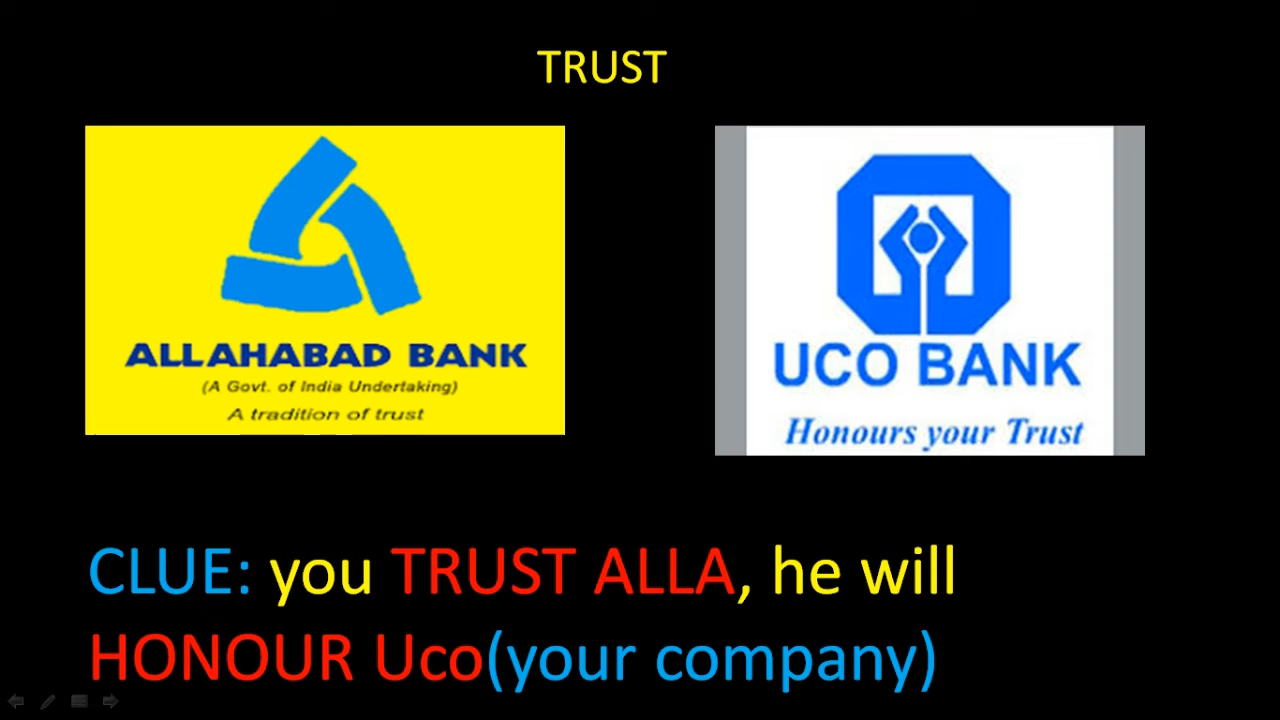 TRUST
ALLAHABAD BANK
(A Govt. of India Undertaking)
A tradition of trust
UCO BANK
Honours your Trust
CLUE: you TRUST ALLA, he will
HONOUR Uco(your company)